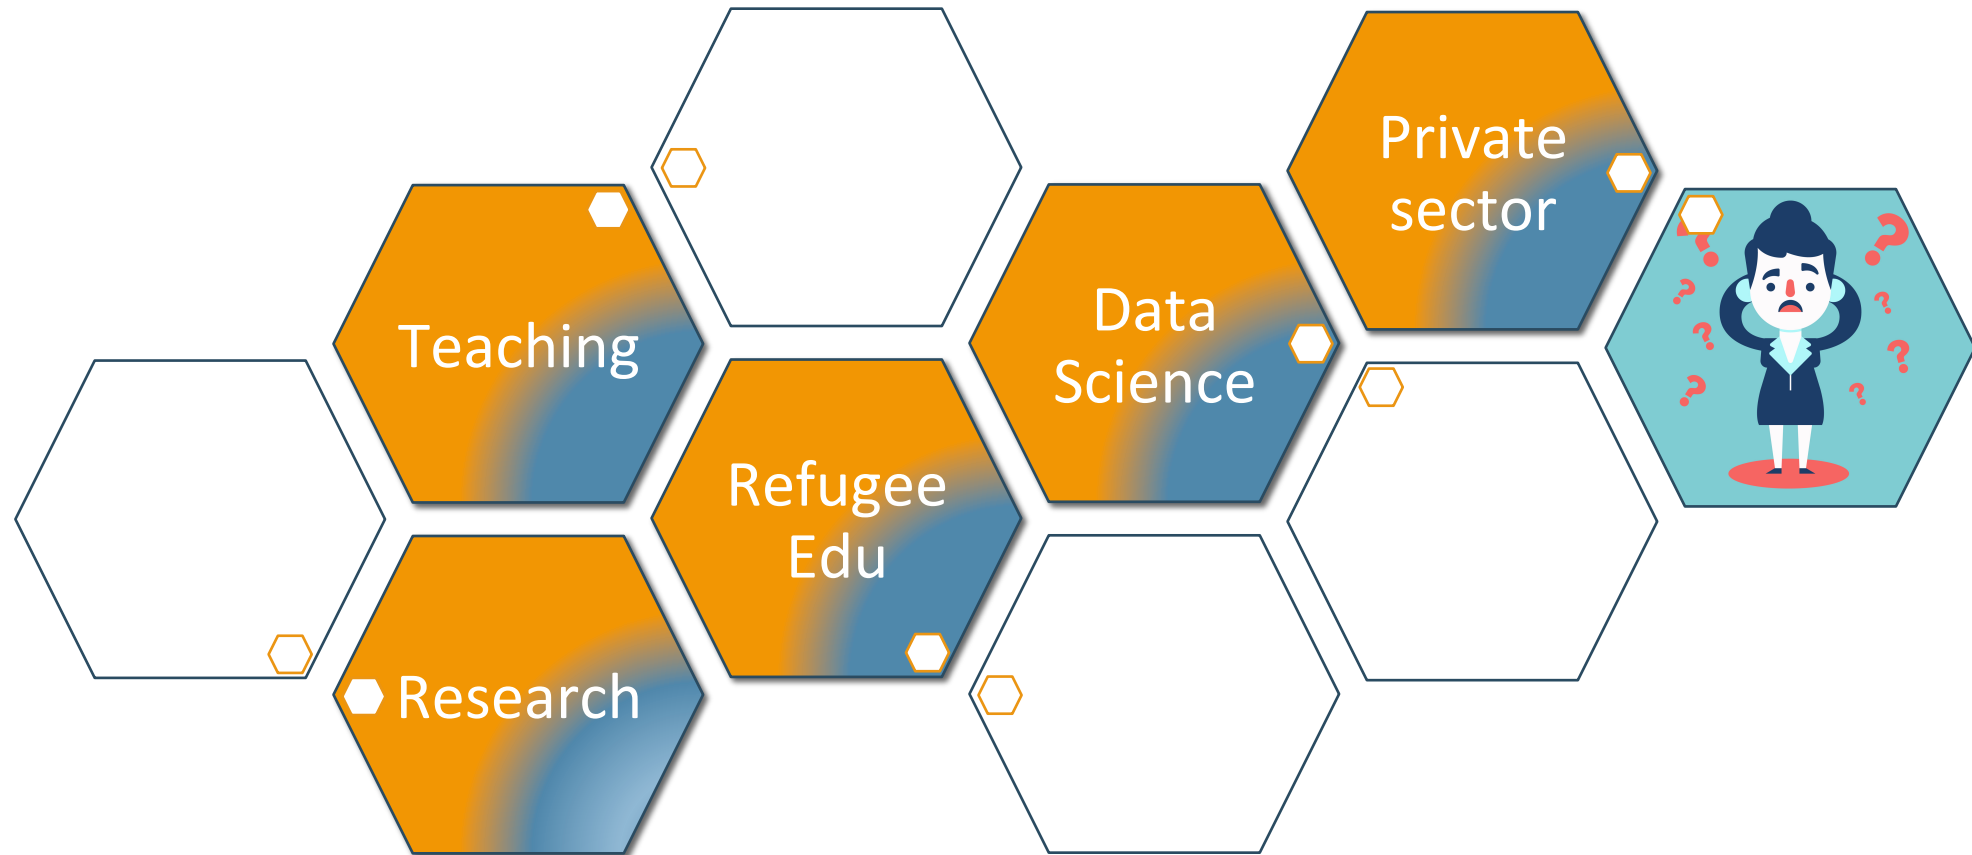 Teaching
Research
Refugee
Edu
Data
Science
Private
sector
? ?
? ?
? ?
? ?